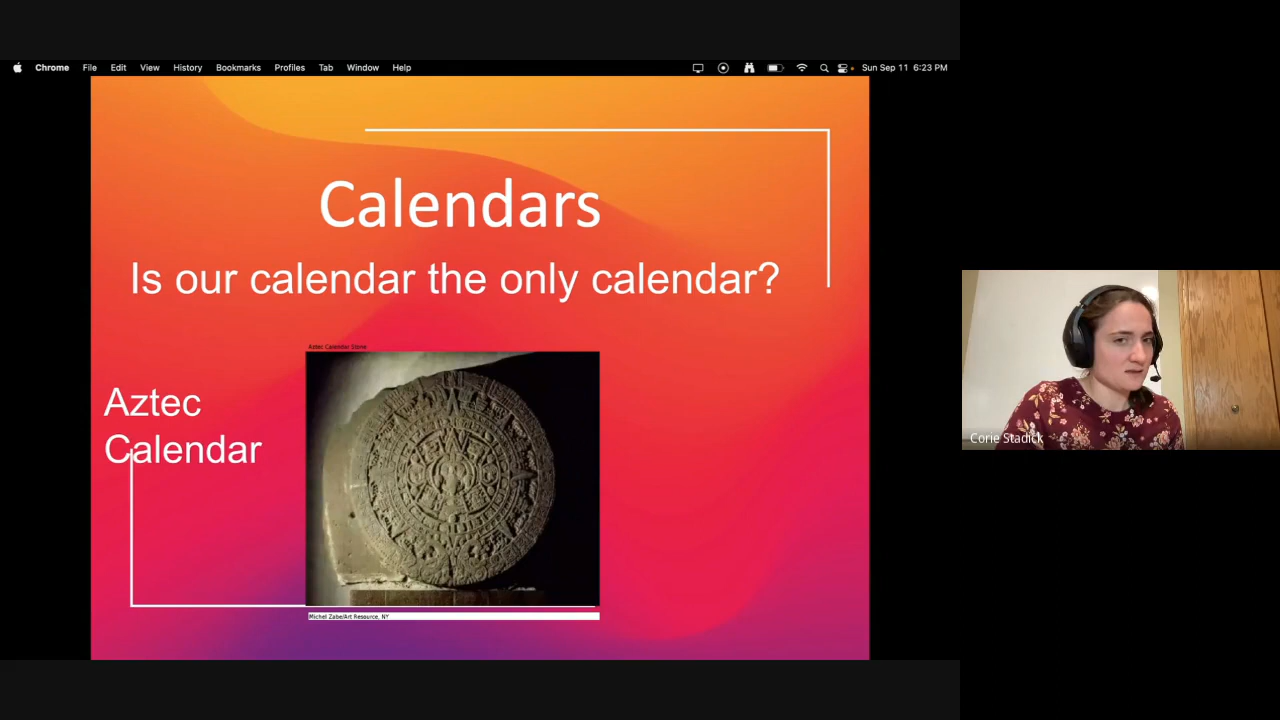 Chrome File Edit View History Bookmarks Profiles Tab Window Help Sun Sep 11 6:23 PM
Calendars
Is our calendar the only calendar?
Aztec Calendar Stone
Aztec
Calendar
Michel Zabe/Art Resource, NY
Corie Stadick